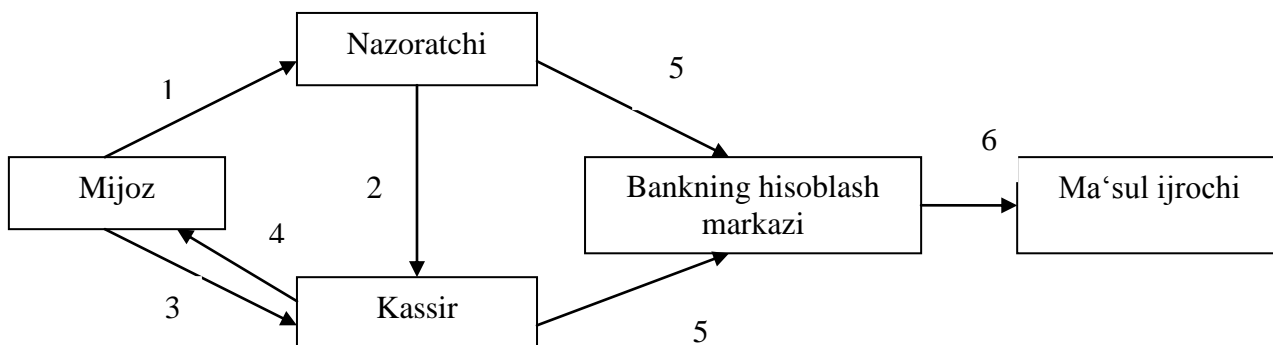 Nazoratchi
5
1
6
Mijoz
2
Bankning hisoblash
markazi
Ma‘sul ijrochi
4
3
Kassir
5